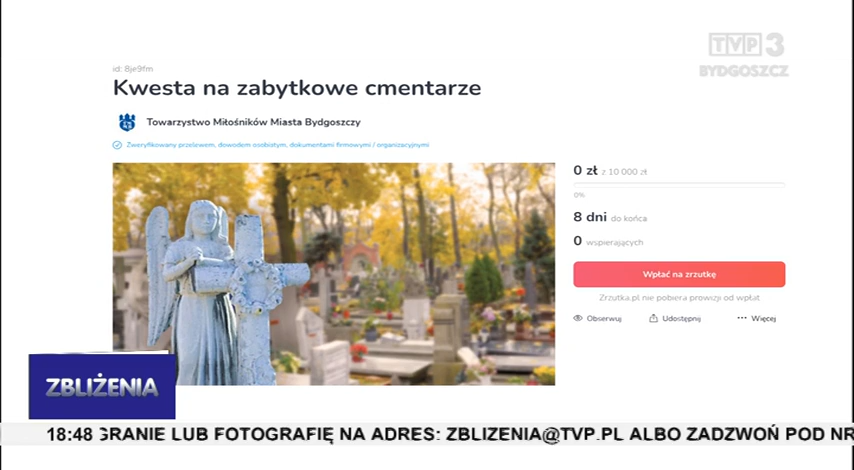 TVP 3
BYDGOSZCZ
id: 8je9fm
Kwesta na zabytkowe cmentarze
Towarzystwo Miłośników Miasta Bydgoszczy
Zweryfikowany przelewem, dowodem osobistym, dokumentami firmowymi / organizacyjnymi
0 zł z 10 000 zł
0%
8 dni do końca
0 wspierających
Wpłać na zrzutkę
Zrzutka.pl nie pobiera prowizji od wpłat
Obserwuj Udostępnij ••• Więcej
ZBLIŻENIA
18:48 GRANIE LUB FOTOGRAFIĘ NA ADRES: ZBLIZENIA@TVP.PL ALBO ZADZWOŃ POD NR